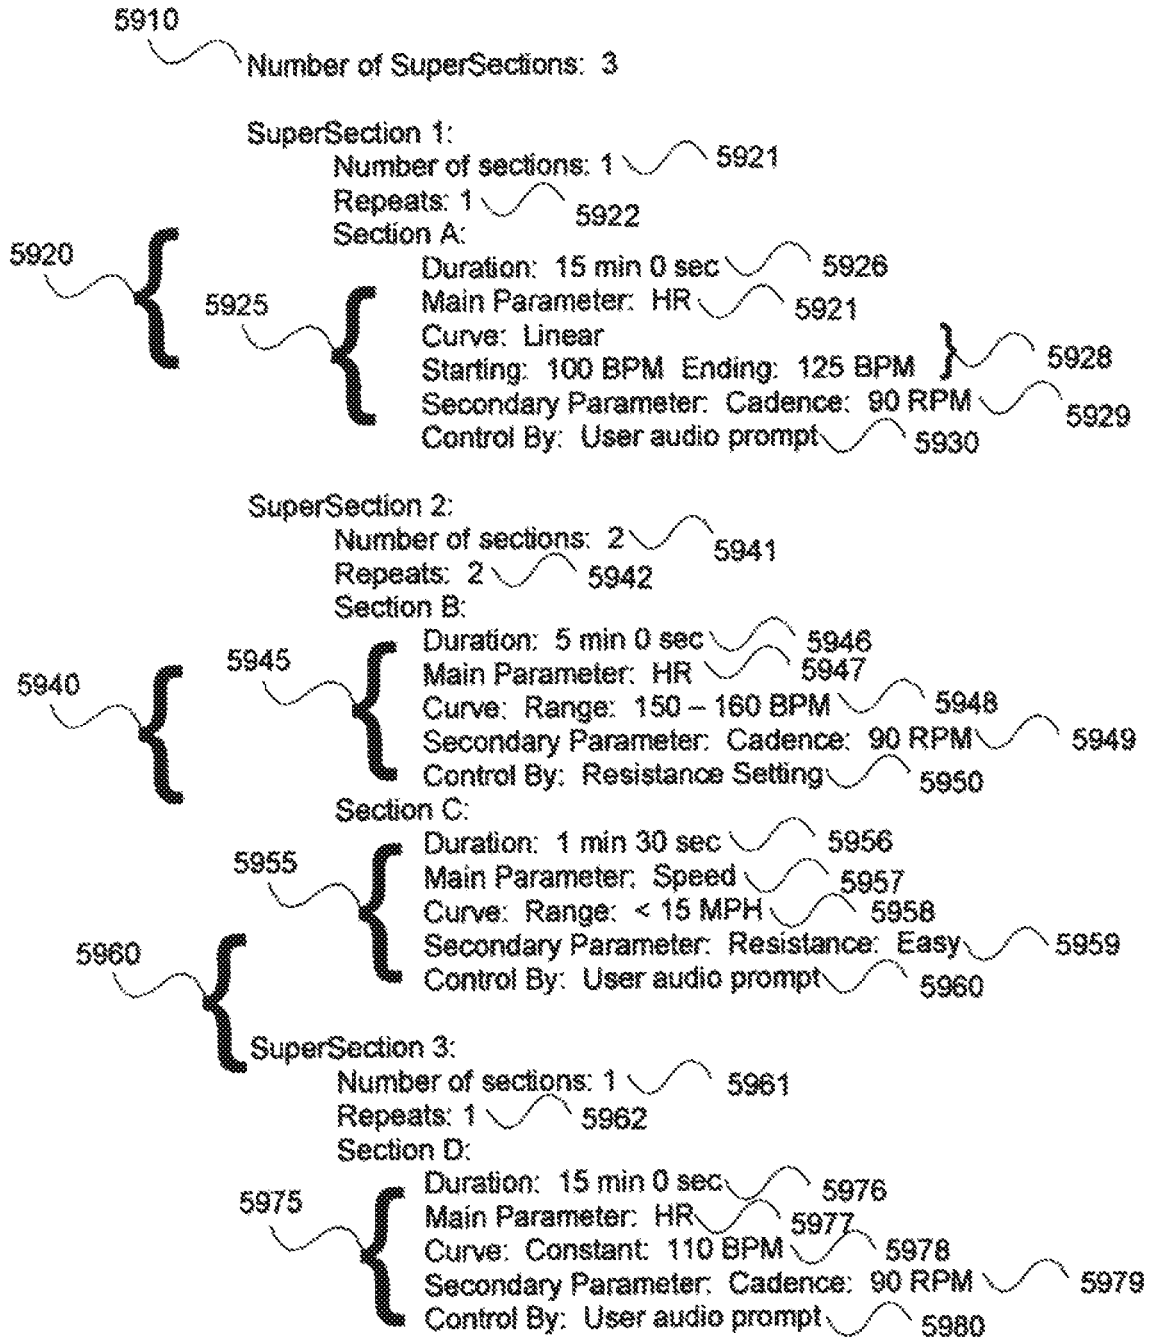 5910
Number of SuperSections: 3
SuperSection 1:
Number of sections: 1 5921
Repeats: 1 5922
Section A:
5920
Duration: 15 min 0 sec 5926
5925 Main Parameter: HR 5921
Curve: Linear
Starting: 100 BPM Ending: 125 BPM } 5928
Secondary Parameter: Cadence: 90 RPM 5929
Control By: User audio prompt 5930
SuperSection 2:
Number of sections: 2 5941
Repeats: 2 5942
Section B:
Duration: 5 min 0 sec 5946
5945 Main Parameter: HR 5947
5940 Curve: Range: 150 – 160 BPM 5948
Secondary Parameter: Cadence: 90 RPM 5949
Control By: Resistance Setting 5950
Section C:
Duration: 1 min 30 sec 5956
5955 Main Parameter: Speed 5957
Curve: Range: < 15 MPH 5958
5960 Secondary Parameter: Resistance: Easy 5959
Control By: User audio prompt 5960
SuperSection 3:
Number of sections: 1 5961
Repeats: 1 5962
Section D:
Duration: 15 min 0 sec 5976
5975 Main Parameter: HR 5977
Curve: Constant: 110 BPM 5978
Secondary Parameter: Cadence: 90 RPM 5979
Control By: User audio prompt 5980